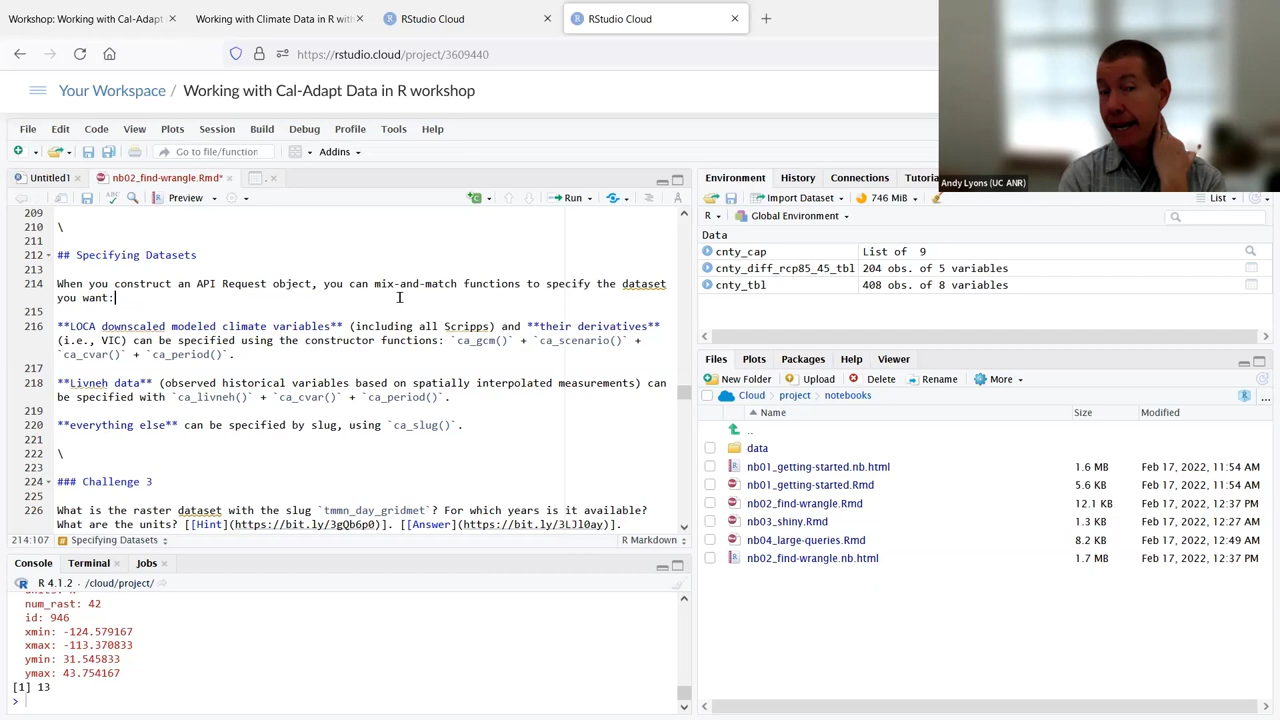 Workshop: Working with Cal-Adapt
Working with Climate Data in R wit
RStudio Cloud
RStudio Cloud
https://rstudio.cloud/project/3609440
Your Workspace / Working with Cal-Adapt Data in R workshop
File Edit Code View Plots Session Build Debug Profile Tools Help
Go to file/function Addins
Untitled1 nb02_find-wrangle.Rmd*
Preview Run
209
210 \
211
212 ## Specifying Datasets
213
214 When you construct an API Request object, you can mix-and-match functions to specify the dataset
you want:
215
216 **LOCA downscaled modeled climate variables** (including all Scripps) and **their derivatives**
(i.e., VIC) can be specified using the constructor functions: `ca_gcm()` + `ca_scenario()` +
`ca_cvar()` + `ca_period()`.
217
218 **Livneh data** (observed historical variables based on spatially interpolated measurements) can
be specified with `ca_livneh()` + `ca_cvar()` + `ca_period()`.
219
220 **everything else** can be specified by slug, using `ca_slug()`.
221
222 \
223
224 ### Challenge 3
225
226 What is the raster dataset with the slug `tmmn_day_gridmet`? For which years is it available?
What are the units? [[Hint](https://bit.ly/3gQb6p0)]. [[Answer](https://bit.ly/3LJl0ay)].
214:107 Specifying Datasets R Markdown
Console Terminal Jobs
R 4.1.2 · /cloud/project/
num_rast: 42
id: 946
xmin: -124.579167
xmax: -113.370833
ymin: 31.545833
ymax: 43.754167
[1] 13
>
Andy Lyons (UC ANR)
Environment History Connections Tutoria
Import Dataset 746 MiB List
R Global Environment
Data
cnty_cap List of 9
cnty_diff_rcp85_45_tbl 204 obs. of 5 variables
cnty_tbl 408 obs. of 8 variables
Files Plots Packages Help Viewer
New Folder Upload Delete Rename More
Cloud project notebooks
Name Size Modified
..
data
nb01_getting-started.nb.html 1.6 MB Feb 17, 2022, 11:54 AM
nb01_getting-started.Rmd 5.6 KB Feb 17, 2022, 11:54 AM
nb02_find-wrangle.Rmd 12.1 KB Feb 17, 2022, 12:37 PM
nb03_shiny.Rmd 1.3 KB Feb 17, 2022, 12:27 AM
nb04_large-queries.Rmd 8.2 KB Feb 17, 2022, 12:49 AM
nb02_find-wrangle.nb.html 1.7 MB Feb 17, 2022, 12:37 PM